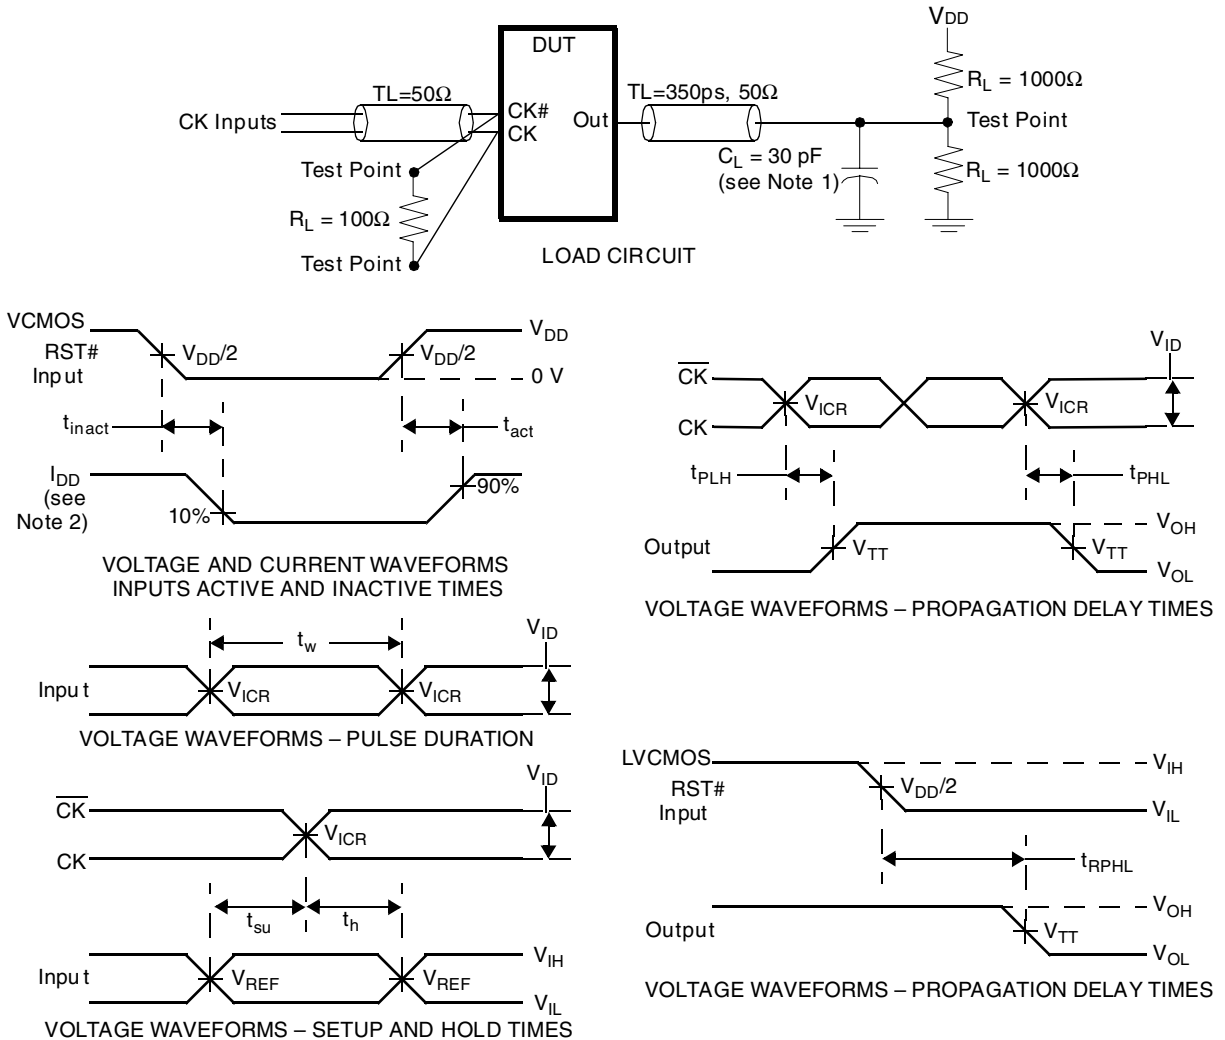 VDD
DUT
TL=50Ω
TL=350ps, 50Ω
R_L = 1000Ω
CK Inputs
CK#
CK
Out
Test Point
C_L = 30 pF
(see Note 1)
R_L = 1000Ω
Test Point
R_L = 100Ω
Test Point
LOAD CIRCUIT
VCMOS
RST#
Input
V_DD/2
V_DD/2
V_DD
0 V
t_inact
t_act
I_DD
(see
Note 2)
10%
90%
VOLTAGE AND CURRENT WAVEFORMS
INPUTS ACTIVE AND INACTIVE TIMES
V_ID
C̅K̅
CK
V_ICR
V_ICR
t_PLH
t_PHL
Output
V_TT
V_TT
V_OH
V_OL
VOLTAGE WAVEFORMS – PROPAGATION DELAY TIMES
t_w
V_ID
Input
V_ICR
V_ICR
VOLTAGE WAVEFORMS – PULSE DURATION
V_ID
C̅K̅
CK
V_ICR
t_su
t_h
Input
V_REF
V_REF
V_IH
V_IL
VOLTAGE WAVEFORMS – SETUP AND HOLD TIMES
LVCMOS
RST#
Input
V_DD/2
V_IH
V_IL
t_RPHL
Output
V_TT
V_OH
V_OL
VOLTAGE WAVEFORMS – PROPAGATION DELAY TIMES